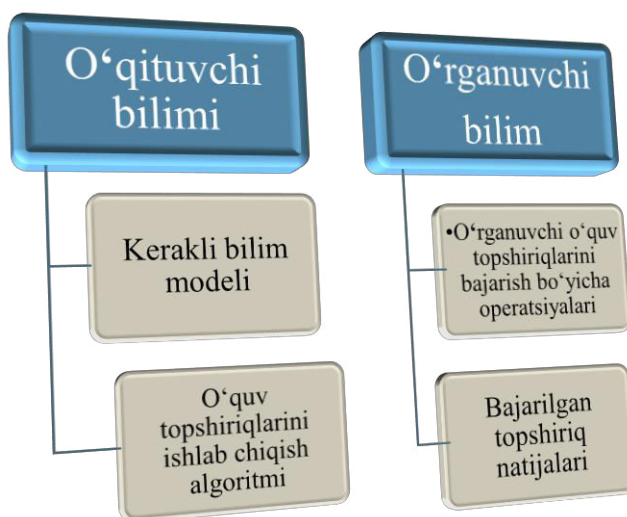 O‘qituvchi
bilimi
Kerakli bilim
modeli
O‘quv
topshiriqlarini
ishlab chiqish
algoritmi
O‘rganuvchi
bilim
•O‘rganuvchi o‘quv
topshiriqlarini
bajarish bo‘yicha
operatsiyalari
Bajarilgan
topshiriq
natijalari